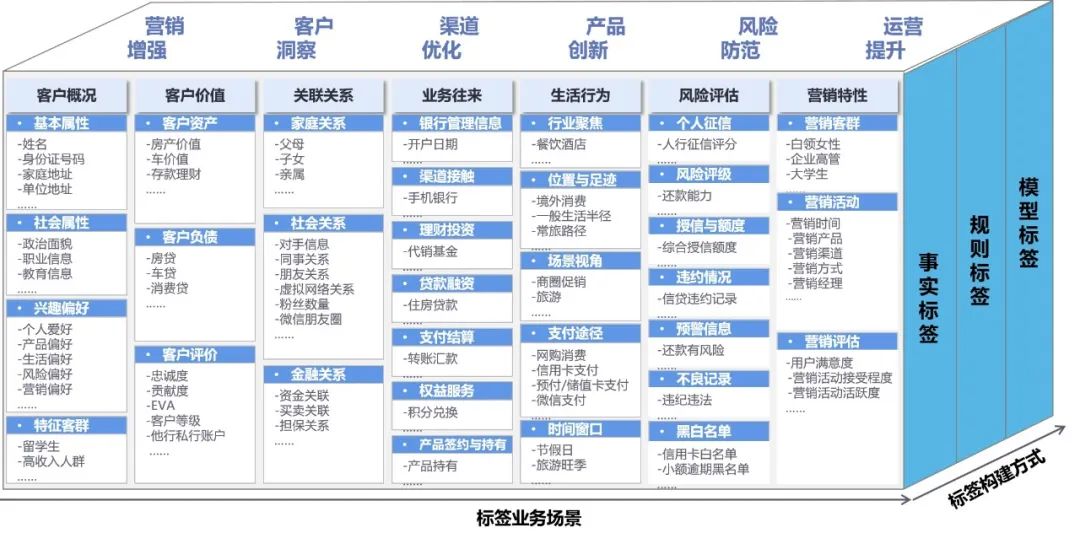 营销
增强
客户
洞察
渠道
优化
产品
创新
风险
防范
运营
提升
客户概况
• 基本属性
-姓名
-身份证号码
-家庭地址
-单位地址
......
• 社会属性
-政治面貌
-职业信息
-教育信息
......
• 兴趣偏好
-个人爱好
-产品偏好
-生活偏好
-风险偏好
-营销偏好
......
• 特征客群
-留学生
-高收入人群
......
客户价值
• 客户资产
-房产价值
-车价值
-存款理财
......
• 客户负债
-房贷
-车贷
-消费贷
......
• 客户评价
-忠诚度
-贡献度
-EVA
-客户等级
-他行私行账户
......
关联关系
• 家庭关系
-父母
-子女
-亲属
......
• 社会关系
-对手信息
-同事关系
-朋友关系
-虚拟网络关系
-粉丝数量
-微信朋友圈
......
• 金融关系
-资金关联
-买卖关联
-担保关系
......
业务往来
• 银行管理信息
-开户日期
......
• 渠道接触
-手机银行
......
• 理财投资
-代销基金
......
• 贷款融资
-住房贷款
......
• 支付结算
-转账汇款
......
• 权益服务
-积分兑换
......
• 产品签约与持有
-产品持有
......
生活行为
• 行业聚焦
-餐饮酒店
......
• 位置与足迹
-境外消费
-一般生活半径
-常旅路径
......
• 场景视角
-商圈促销
-旅游
......
• 支付途径
-网购消费
-信用卡支付
-预付/储值卡支付
-微信支付
......
• 时间窗口
-节假日
-旅游旺季
......
风险评估
• 个人征信
-人行征信评分
......
• 风险评级
-还款能力
......
• 授信与额度
-综合授信额度
......
• 违约情况
-信贷违约记录
......
• 预警信息
-还款有风险
......
• 不良记录
-违纪违法
......
• 黑白名单
-信用卡白名单
-小额逾期黑名单
......
营销特性
• 营销客群
-白领女性
-企业高管
-大学生
......
• 营销活动
-营销时间
-营销产品
-营销渠道
-营销方式
-营销经理
......
• 营销评估
-用户满意度
-营销活动接受程度
-营销活动活跃度
......
事实标签
规则标签
模型标签
标签构建方式
标签业务场景